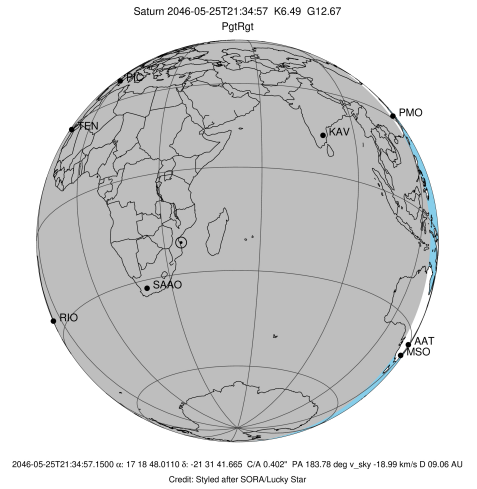 Saturn 2046-05-25T21:34:57 K6.49 G12.67
PgtRgt
PMO
TEN
KAV
SAAO
RIO
AAT
MSO
2046-05-25T21:34:57.1500 α: 17 18 48.0110 δ: -21 31 41.665 C/A 0.402" PA 183.78 deg v_sky -18.99 km/s D 09.06 AU
Credit: Styled after SORA/Lucky Star